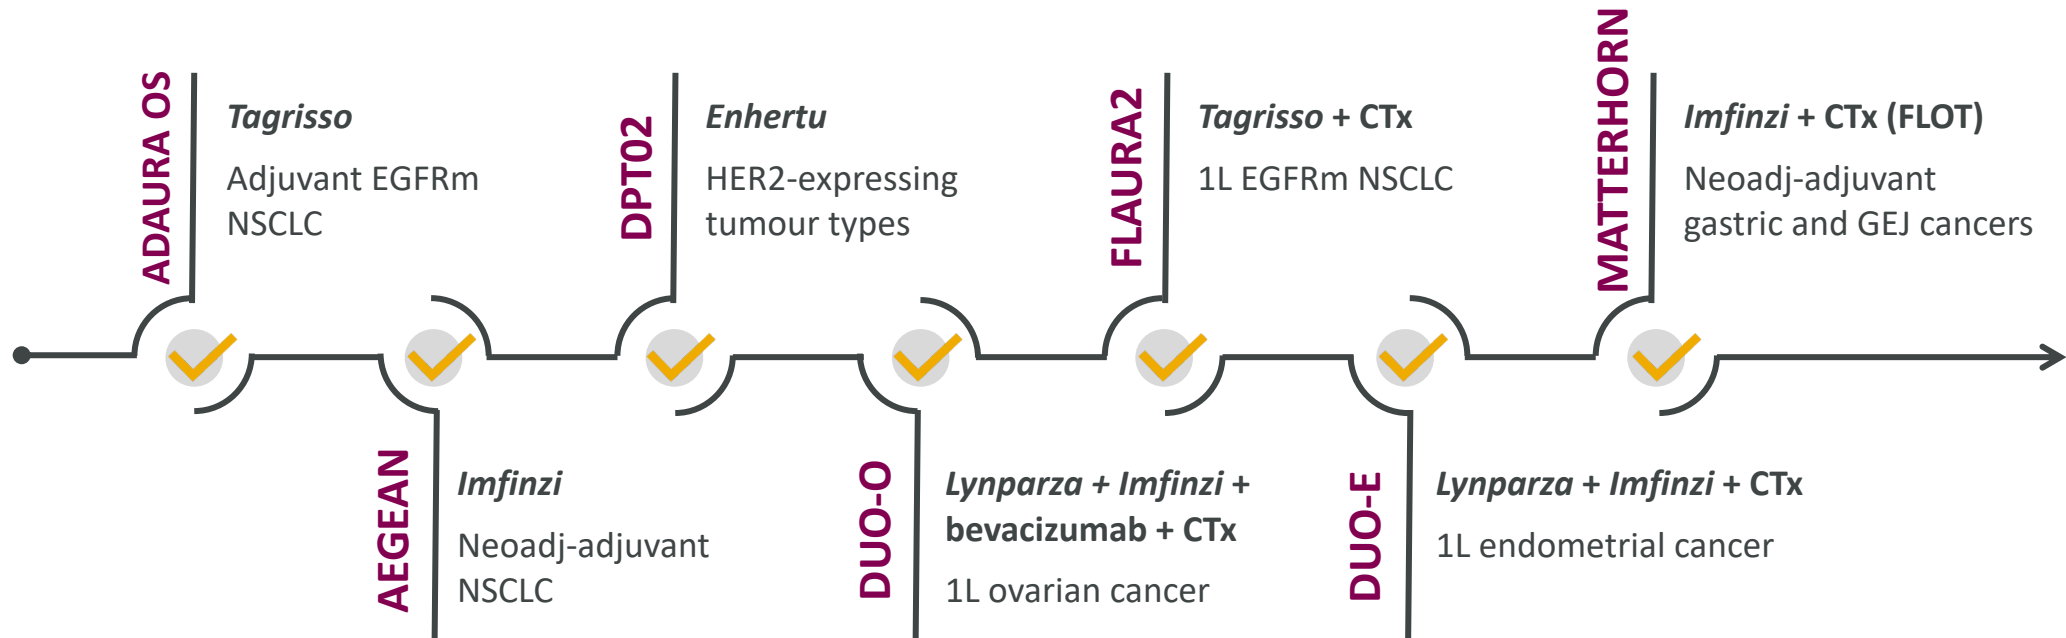 ADAURA OS
Tagrisso
Adjuvant EGFRm
NSCLC
AEGEAN
Imfinzi
Neoadj-adjuvant
NSCLC
DPT02
Enhertu
HER2-expressing
tumour types
DUO-O
Lynparza + Imfinzi +
bevacizumab + CTx
1L ovarian cancer
FLAURA2
Tagrisso + CTx
1L EGFRm NSCLC
DUO-E
Lynparza + Imfinzi + CTx
1L endometrial cancer
MATTERHORN
Imfinzi + CTx (FLOT)
Neoadj-adjuvant
gastric and GEJ cancers